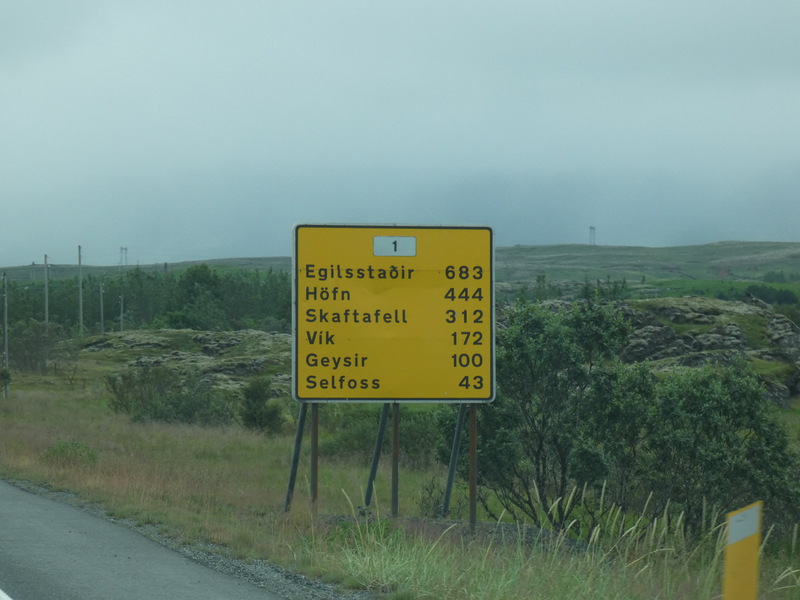 1
Egilsstaðir 683
Höfn 444
Skaftafell 312
Vík 172
Geysir 100
Selfoss 43